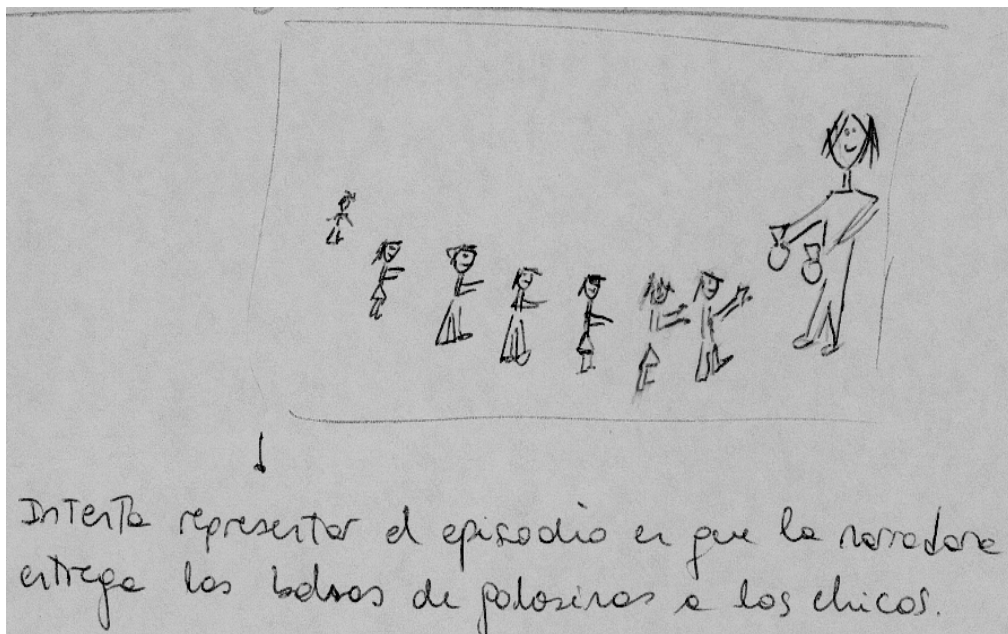 Intenta representar el episodio en que la narradora
entrega las bolsas de golosinas a los chicos.